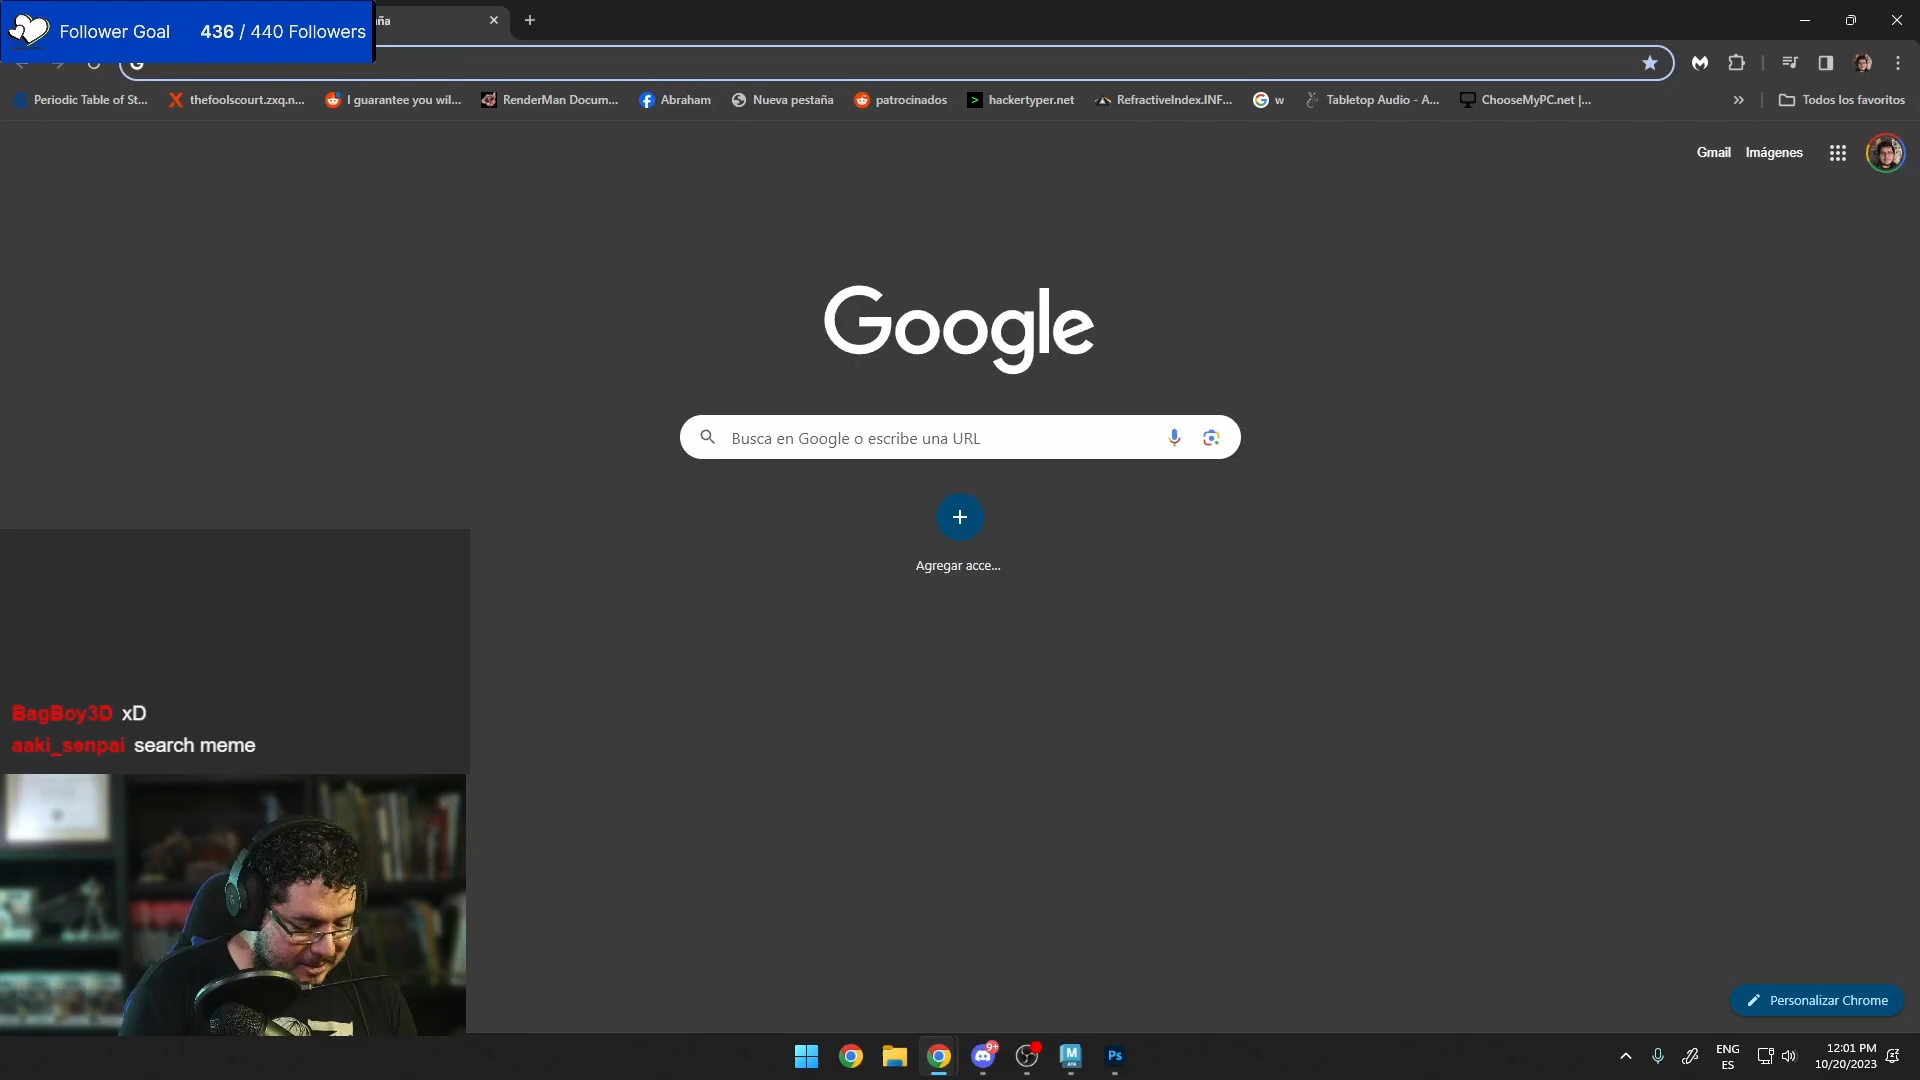 Follower Goal 436 / 440 Followers
ña
Periodic Table of St... thefoolscourt.zxq.n... I guarantee you wil... RenderMan Docum... Abraham Nueva pestaña patrocinados hackertyper.net RefractiveIndex.INF... w Tabletop Audio - A... ChooseMyPC.net |... » Todos los favoritos
Gmail Imágenes
Google
Busca en Google o escribe una URL
Agregar acce...
BagBoy3D xD
aaki_senpai search meme
Personalizar Chrome
9+
M
Ps
ENG
ES
12:01 PM
10/20/2023